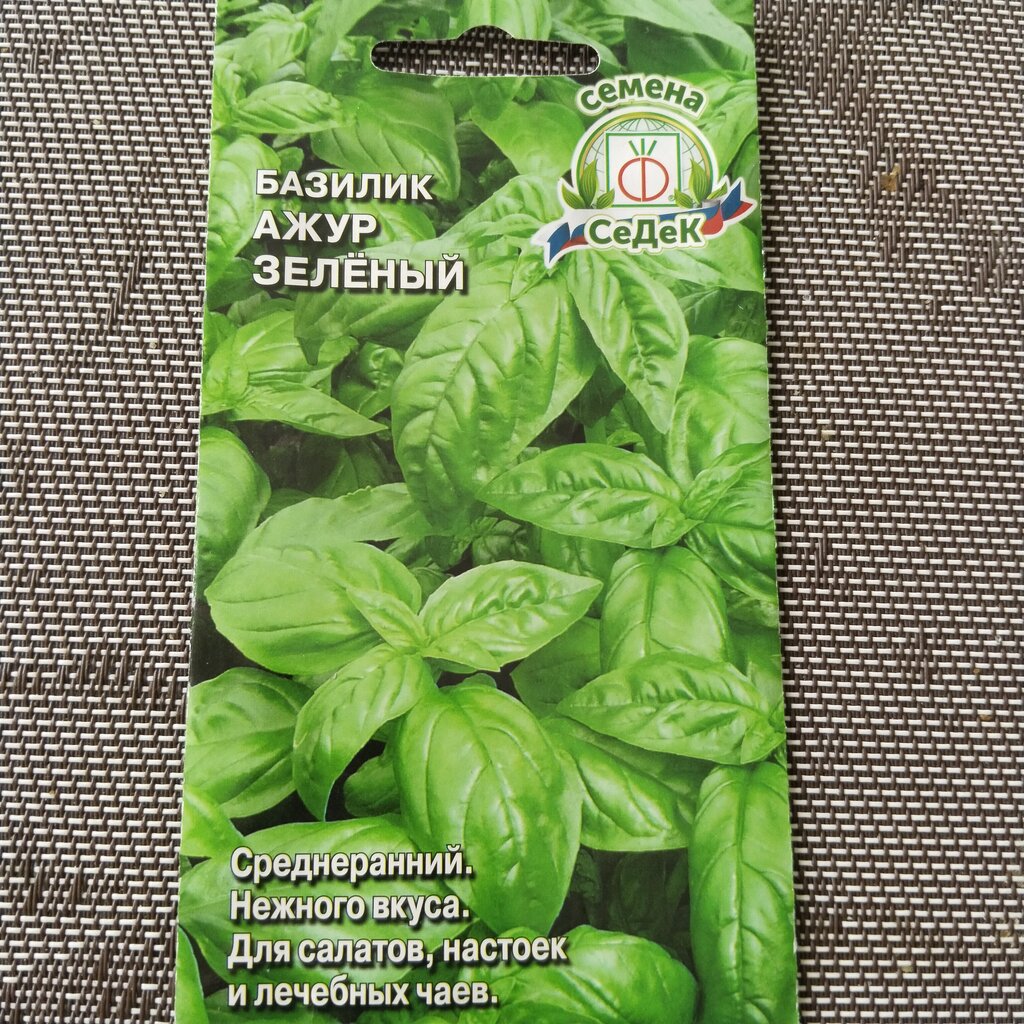 Семена
СеДеК
БАЗИЛИК
АЖУР
ЗЕЛЁНЫЙ
Среднеранний.
Нежного вкуса.
Для салатов, настоек
и лечебных чаев.